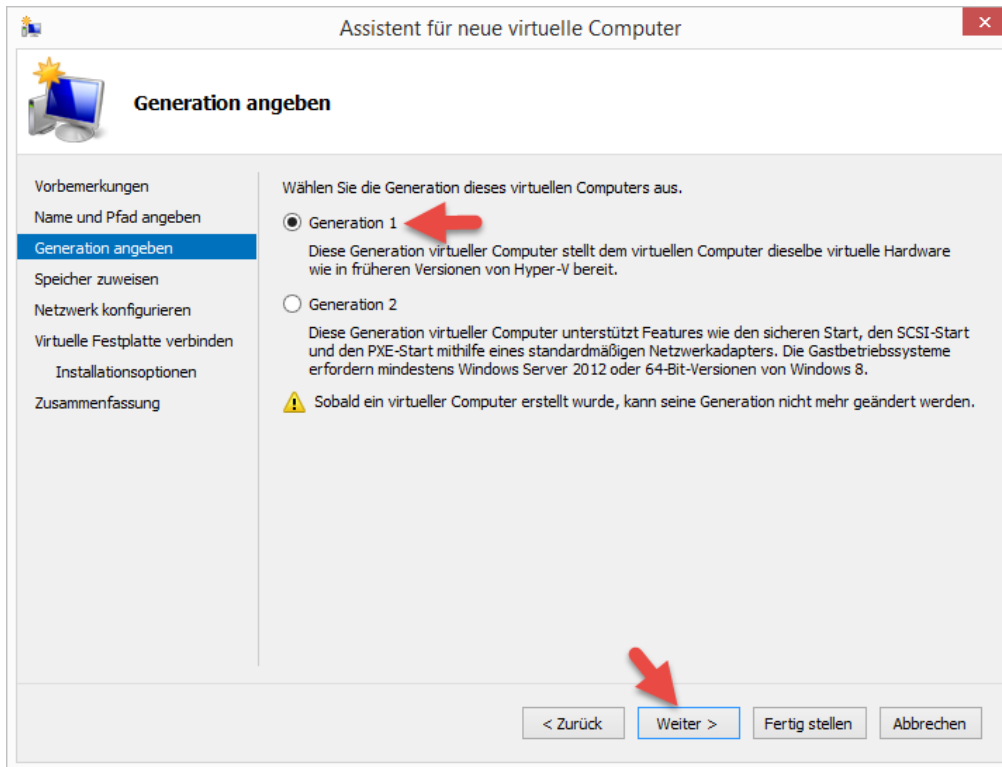 Assistent für neue virtuelle Computer
Generation angeben
Vorbemerkungen
Name und Pfad angeben
Generation angeben
Speicher zuweisen
Netzwerk konfigurieren
Virtuelle Festplatte verbinden
Installationsoptionen
Zusammenfassung
Wählen Sie die Generation dieses virtuellen Computers aus.
Generation 1
Diese Generation virtueller Computer stellt dem virtuellen Computer dieselbe virtuelle Hardware
wie in früheren Versionen von Hyper-V bereit.
Generation 2
Diese Generation virtueller Computer unterstützt Features wie den sicheren Start, den SCSI-Start
und den PXE-Start mithilfe eines standardmäßigen Netzwerkadapters. Die Gastbetriebssysteme
erfordern mindestens Windows Server 2012 oder 64-Bit-Versionen von Windows 8.
Sobald ein virtueller Computer erstellt wurde, kann seine Generation nicht mehr geändert werden.
< Zurück
Weiter >
Fertig stellen
Abbrechen